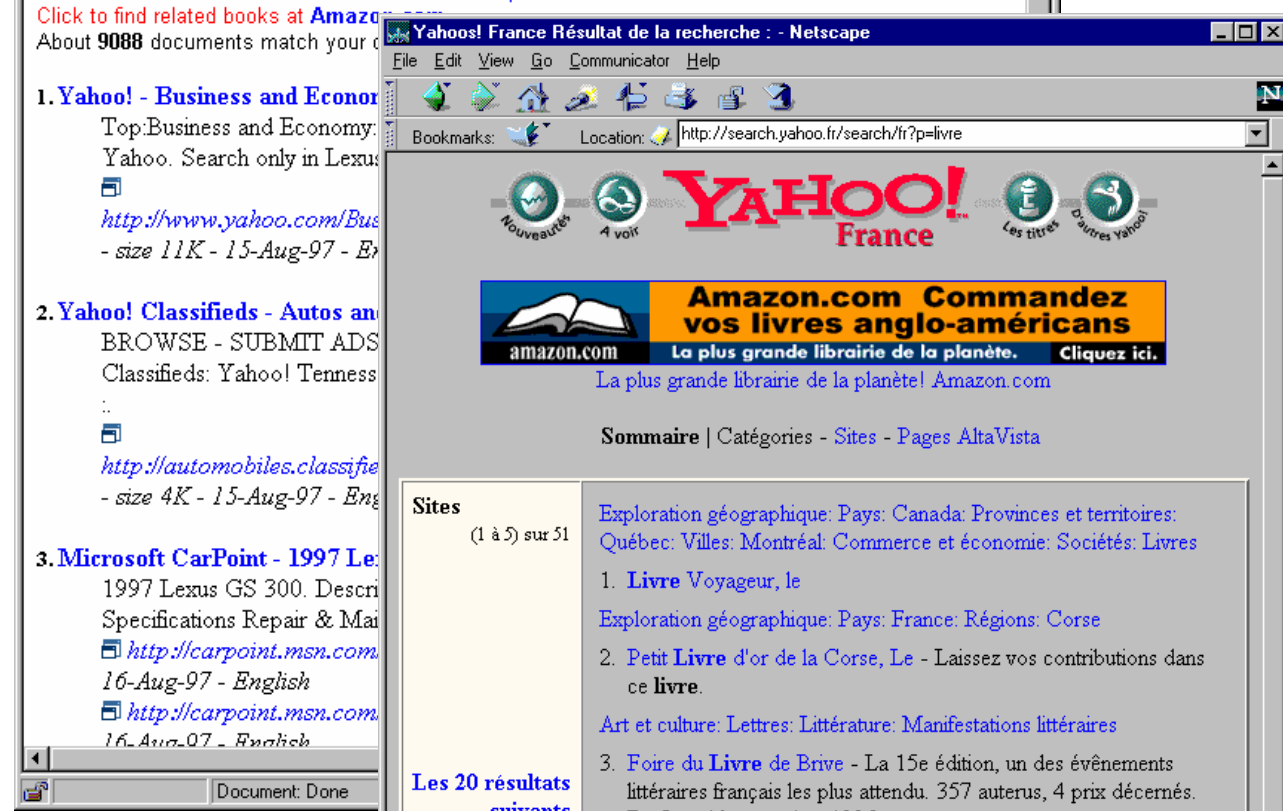 Click to find related books at Amazon.com
About 9088 documents match your
1. Yahoo! - Business and Econor
Top:Business and Economy:
Yahoo. Search only in Lexus
http://www.yahoo.com/Bus
- size 11K - 15-Aug-97 - En
2. Yahoo! Classifieds - Autos an
BROWSE - SUBMIT ADS
Classifieds: Yahoo! Tenness
:.
http://automobiles.classifie
- size 4K - 15-Aug-97 - Eng
3. Microsoft CarPoint - 1997 Le
1997 Lexus GS 300. Descri
Specifications Repair & Mai
http://carpoint.msn.com
16-Aug-97 - English
http://carpoint.msn.com
16-Aug-97 - English
Document: Done
Yahoos! France Résultat de la recherche : - Netscape
File Edit View Go Communicator Help
N
Bookmarks: Location: http://search.yahoo.fr/search/fr?p=livre
Nouveautés A voir YAHOO! France Les titres D'autres Yahoo!
Amazon.com Commandez
vos livres anglo-américans
amazon.com La plus grande librairie de la planète. Cliquez ici.
La plus grande librairie de la planète! Amazon.com
Sommaire | Catégories - Sites - Pages AltaVista
Sites
(1 à 5) sur 51
Exploration géographique: Pays: Canada: Provinces et territoires:
Québec: Villes: Montréal: Commerce et économie: Sociétés: Livres
1. Livre Voyageur, le
Exploration géographique: Pays: France: Régions: Corse
2. Petit Livre d'or de la Corse, Le - Laissez vos contributions dans
ce livre.
Art et culture: Lettres: Littérature: Manifestations littéraires
3. Foire du Livre de Brive - La 15e édition, un des évênements
littéraires français les plus attendu. 357 auterus, 4 prix décernés.
Les 20 résultats
suivants